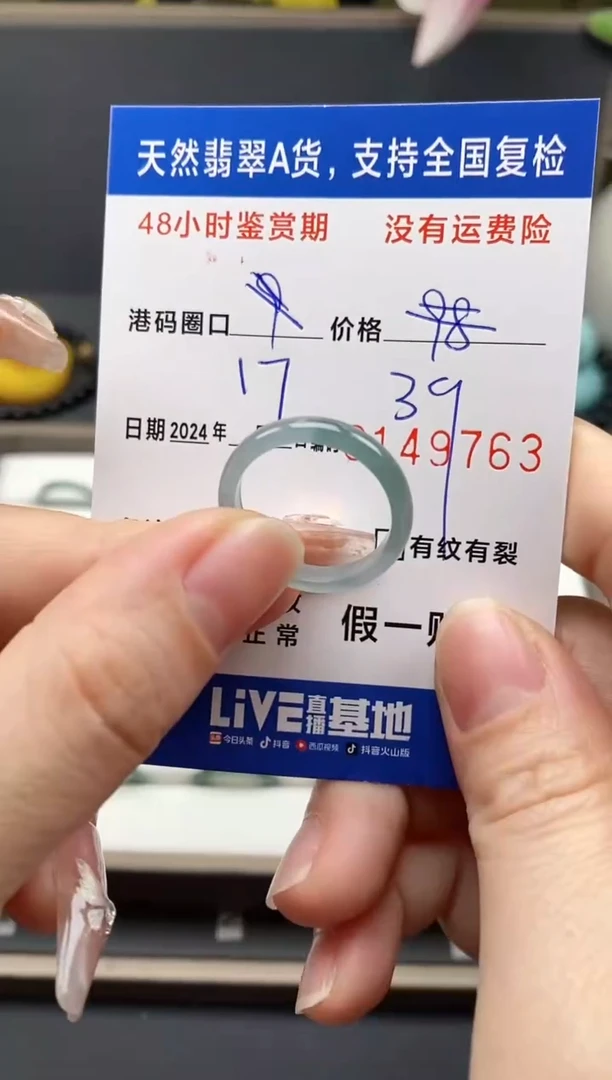 天然翡翠A货，支持全国复检
48小时鉴赏期 没有运费险
港码圈口 9 价格 98
17 39
日期2024年 149763
有纹有裂
正常 假一
LiVE直播基地
今日头条 抖音 西瓜视频 抖音火山版